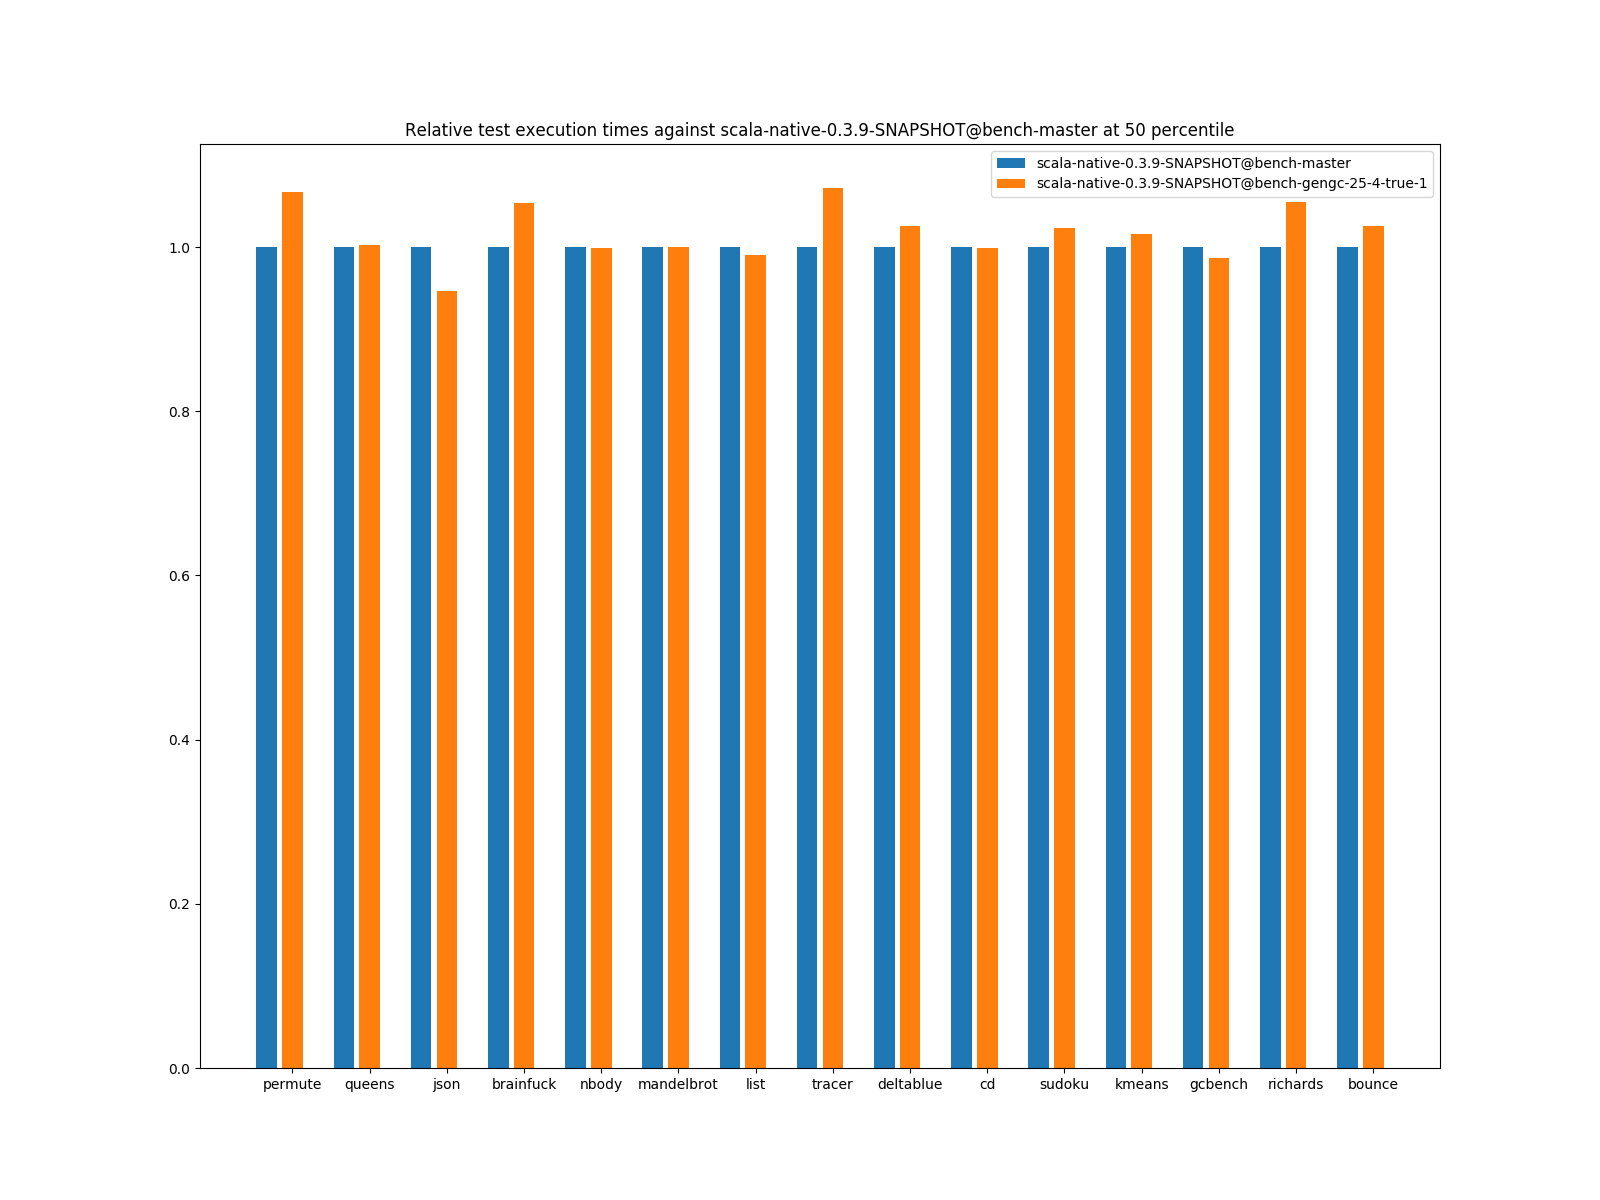 Relative test execution times against scala-native-0.3.9-SNAPSHOT@bench-master at 50 percentile
scala-native-0.3.9-SNAPSHOT@bench-master
scala-native-0.3.9-SNAPSHOT@bench-gengc-25-4-true-1
1.0
0.8
0.6
0.4
0.2
0.0
permute queens json brainfuck nbody mandelbrot list tracer deltablue cd sudoku kmeans gcbench richards bounce